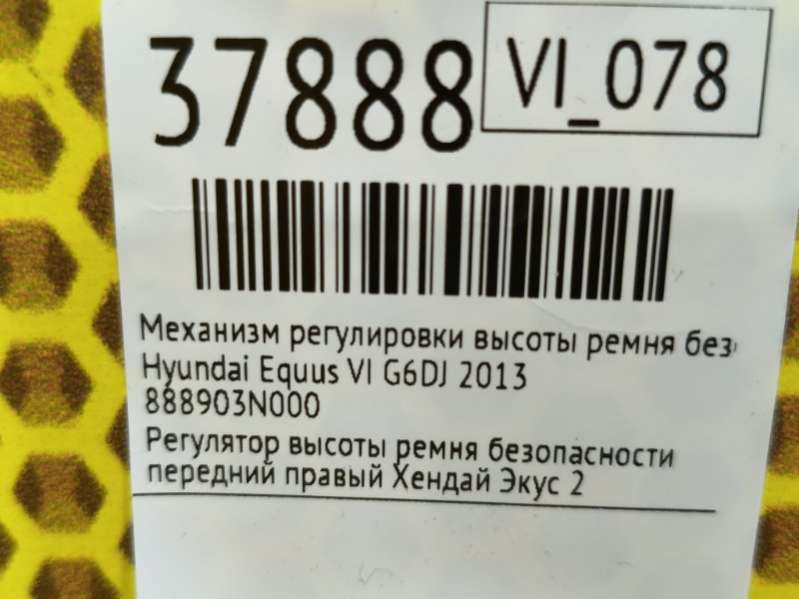 37888
VI_078
Механизм регулировки высоты ремня без
Hyundai Equus VI G6DJ 2013
888903N000
Регулятор высоты ремня безопасности
передний правый Хендай Экус 2